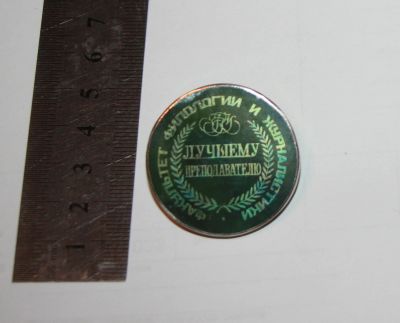 ФАКУЛЬТЕТ ФИЛОЛОГИИ И ЖУРНАЛИСТИКИ
ЛУЧШЕМУ
ПРЕПОДАВАТЕЛЮ
1 2 3 4 5 6 7